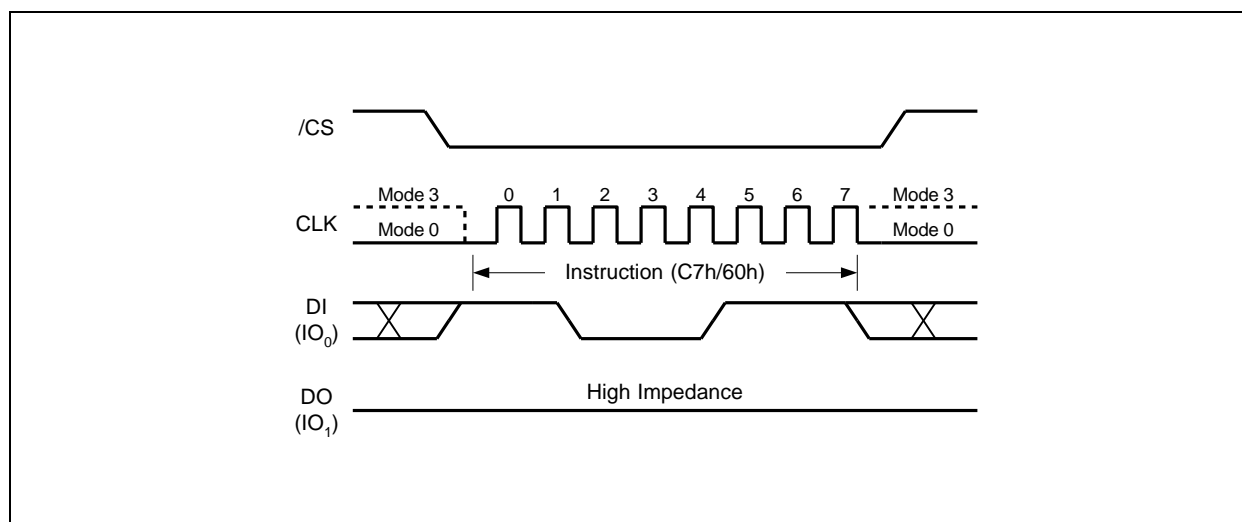 /CS
Mode 3 0 1 2 3 4 5 6 7 Mode 3
CLK
Mode 0 Mode 0
Instruction (C7h/60h)
DI
(IO0)
High Impedance
DO
(IO1)